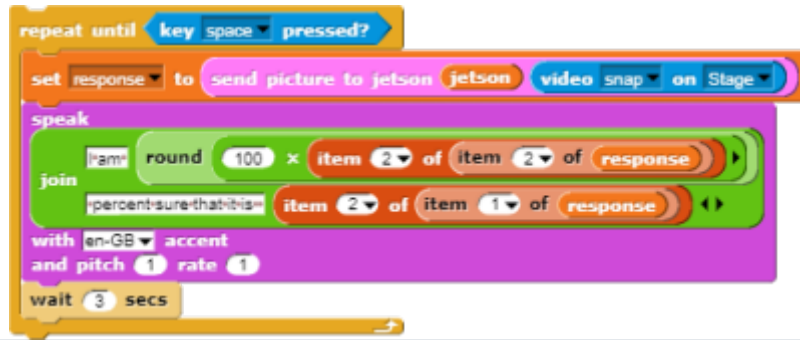 repeat until key space pressed?
set response to send picture to jetson jetson video snap on Stage
speak
I am round 100 × item 2 of item 2 of response
join
percent sure that it is item 2 of item 1 of response
with en-GB accent
and pitch 1 rate 1
wait 3 secs